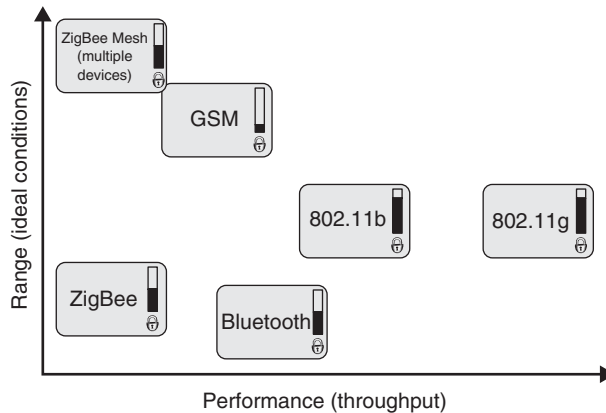 ZigBee Mesh
(multiple
devices)
GSM
802.11b
802.11g
ZigBee
Bluetooth
Range (ideal conditions)
Performance (throughput)